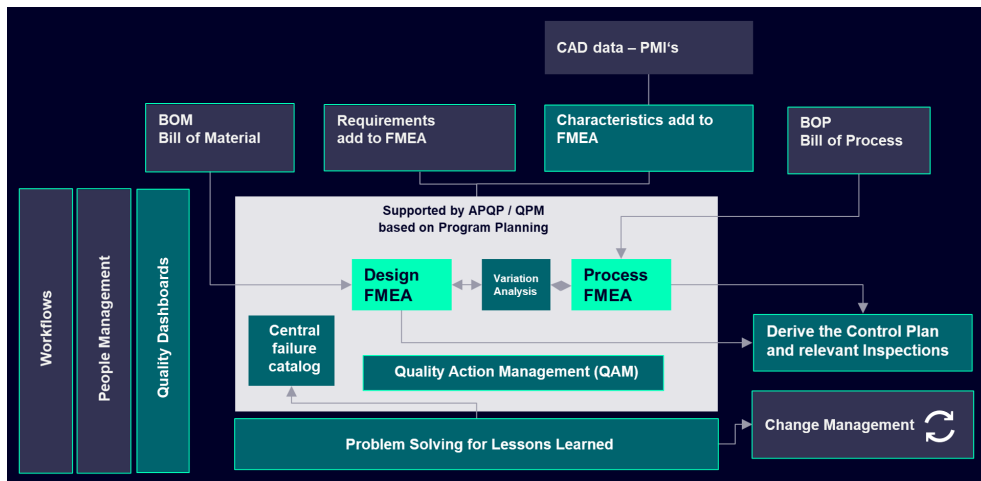 CAD data – PMI‘s
BOM
Bill of Material
Requirements
add to FMEA
Characteristics add to
FMEA
BOP
Bill of Process
Workflows
People Management
Quality Dashboards
Supported by APQP / QPM
based on Program Planning
Design
FMEA
Variation
Analysis
Process
FMEA
Central
failure
catalog
Quality Action Management (QAM)
Derive the Control Plan
and relevant Inspections
Problem Solving for Lessons Learned
Change Management